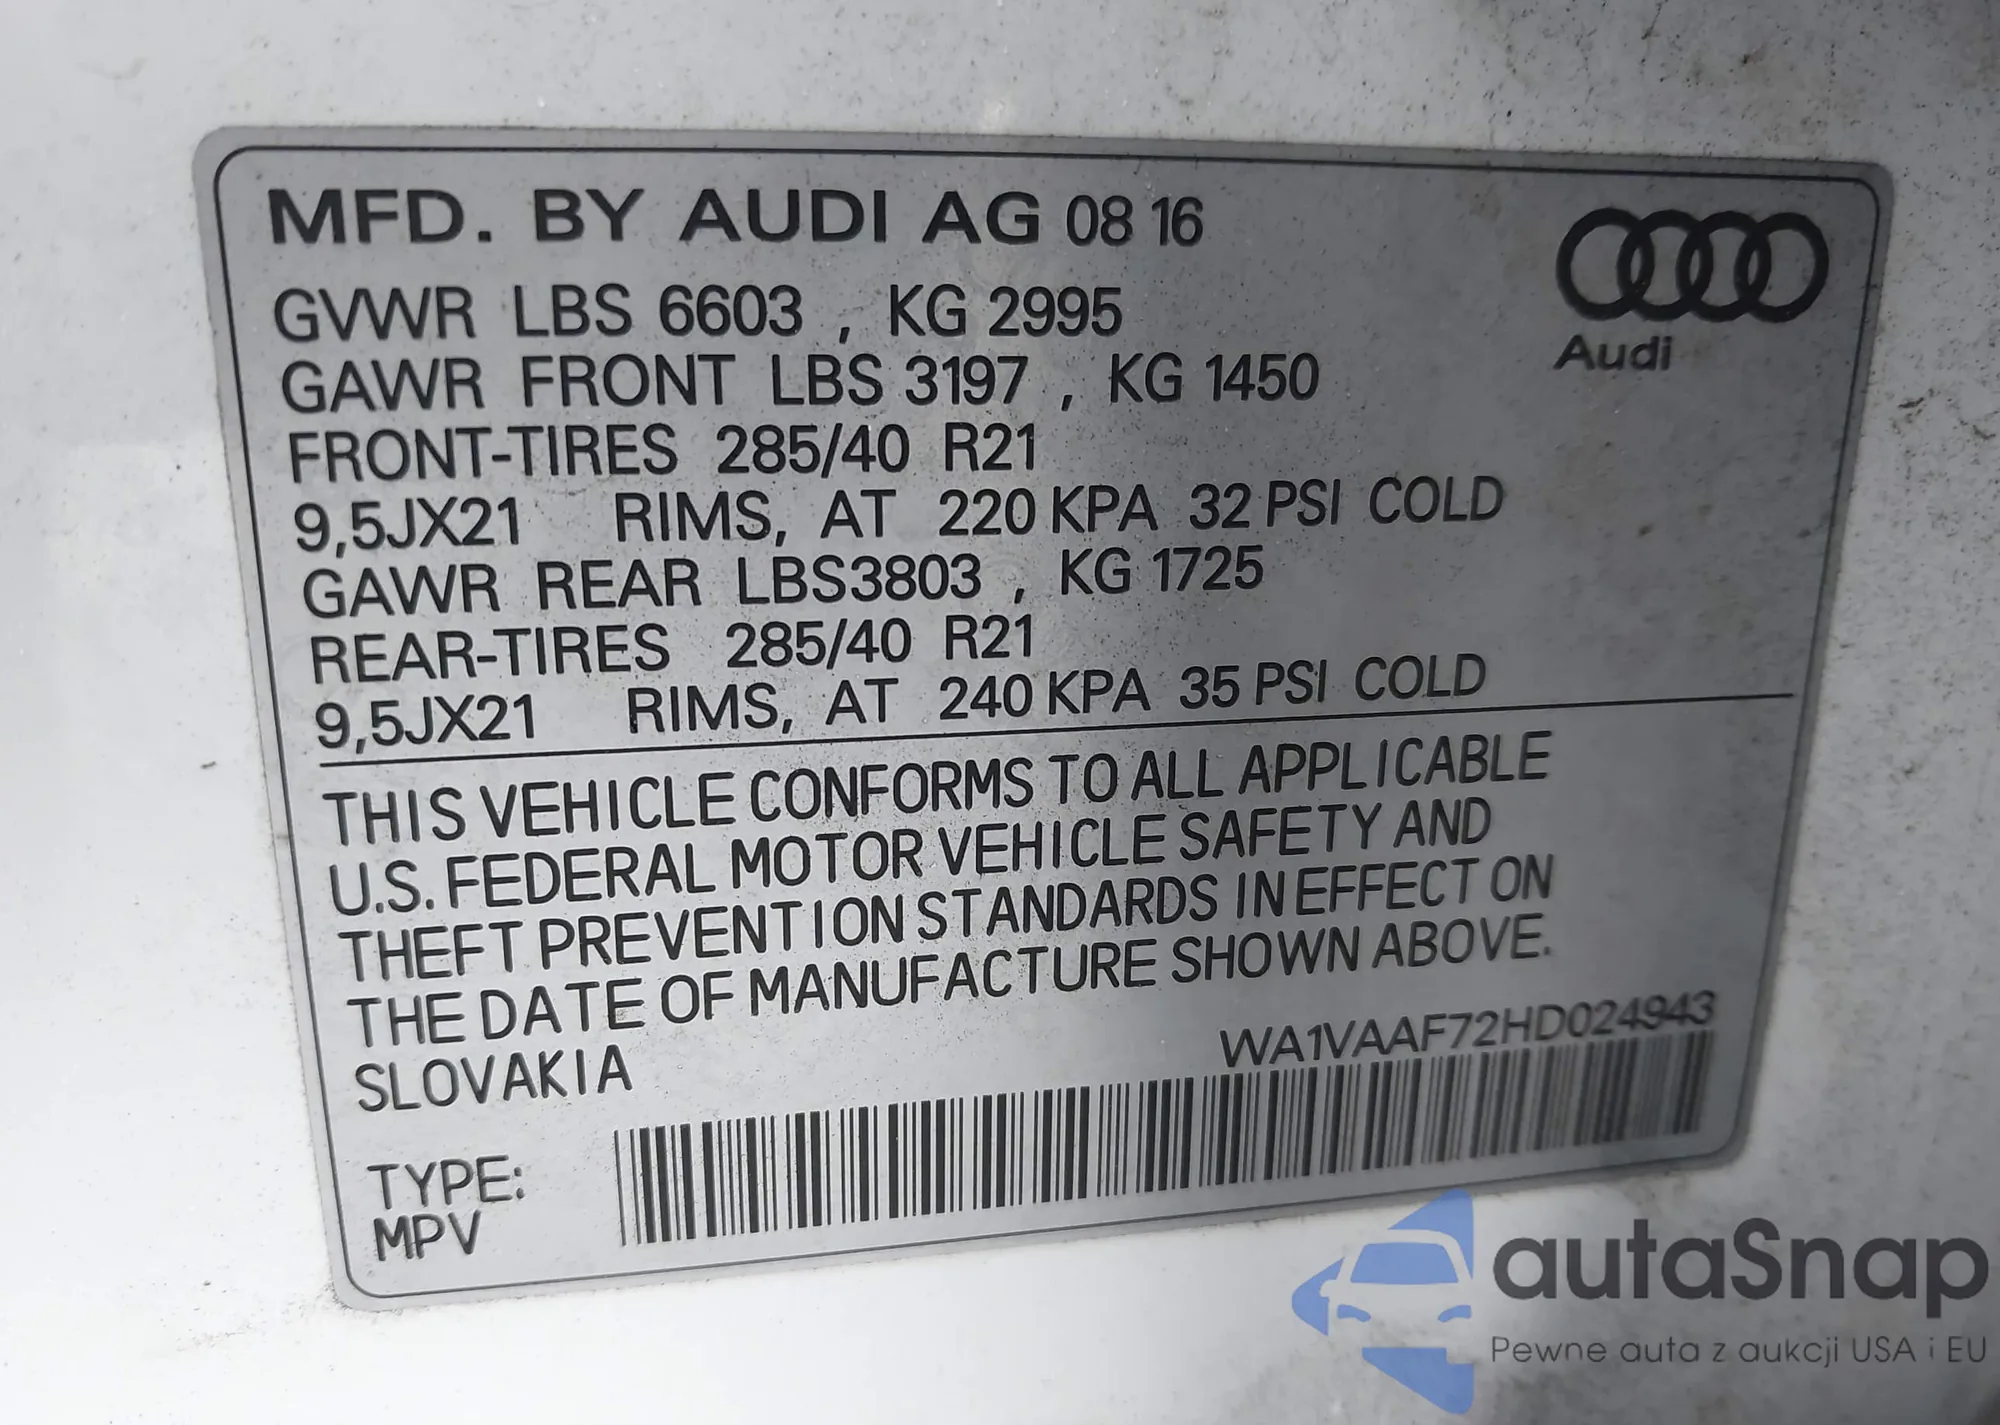 MFD. BY AUDI AG 08 16
Audi
GVWR LBS 6603 , KG 2995
GAWR FRONT LBS 3197 , KG 1450
FRONT-TIRES 285/40 R21
9,5JX21 RIMS, AT 220 KPA 32 PSI COLD
GAWR REAR LBS3803 , KG 1725
REAR-TIRES 285/40 R21
9,5JX21 RIMS, AT 240 KPA 35 PSI COLD
THIS VEHICLE CONFORMS TO ALL APPLICABLE
U.S. FEDERAL MOTOR VEHICLE SAFETY AND
THEFT PREVENTION STANDARDS IN EFFECT ON
THE DATE OF MANUFACTURE SHOWN ABOVE.
SLOVAKIA
WA1VAAF72HD024943
TYPE:
MPV
autaSnap
Pewne auta z aukcji USA i EU